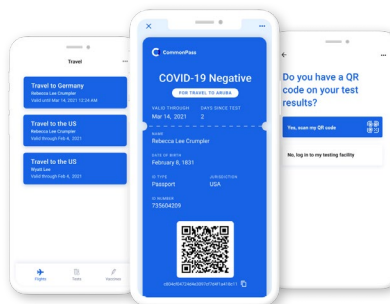 Travel
Travel to Germany
Rebecca Lee Crumpler
Valid until Mar 14, 2021 12:34 AM
Travel to the US
Rebecca Lee Crumpler
Valid through Feb 4, 2021
Travel to the US
Wyatt Lee
Valid through Feb 4, 2021
Flights
Tests
Vaccines
CommonPass
COVID-19 Negative
FOR TRAVEL TO ARUBA
VALID THROUGH
DAYS SINCE TEST
Mar 14, 2021
2
NAME
Rebecca Lee Crumpler
DATE OF BIRTH
February 8, 1831
ID TYPE
JURISDICTION
Passport
USA
ID NUMBER
735604209
Do you have a QR
code on your test
results?
Yes, scan my QR code
No, log in to my testing facility